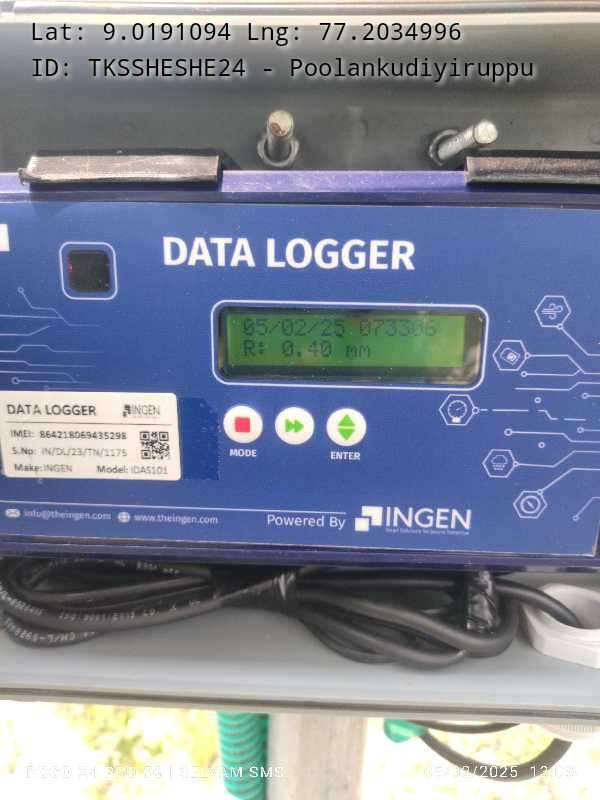 Lat: 9.0191094 Lng: 77.2034996
ID: TKSSHESHE24 - Poolankudiyiruppu
DATA LOGGER
05/02/25 073306
R: 0.40 mm
DATA LOGGER INGEN
IMEI: 864218069435298
S.No: IN/DL/23/TN/1175
Make: INGEN Model: IDAS101
MODE
ENTER
info@theingen.com www.theingen.com
Powered By INGEN
SMS